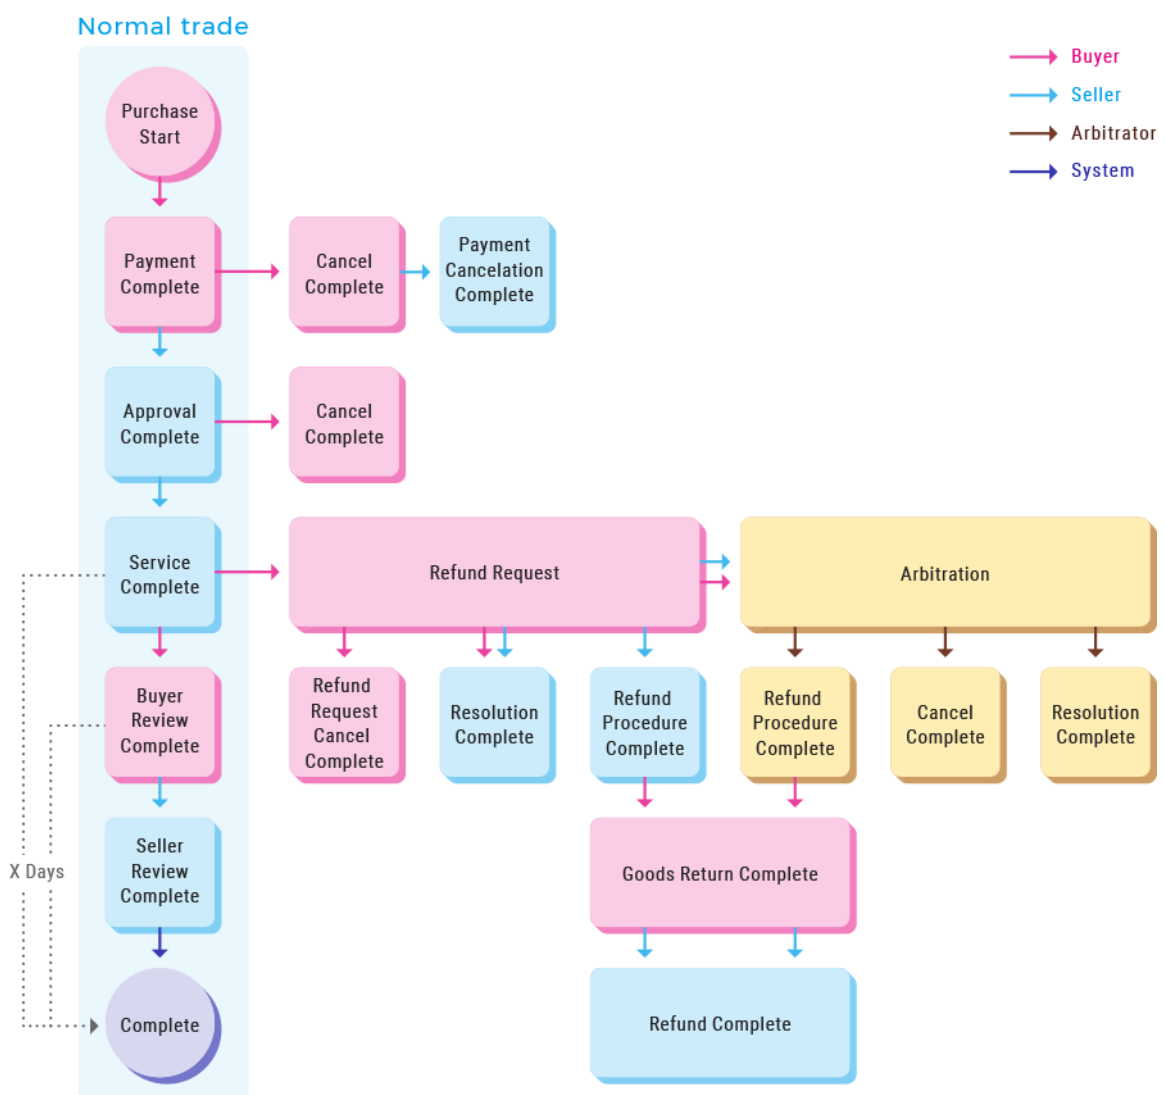 Normal trade
Buyer
Seller
Arbitrator
System
Purchase
Start
Payment
Complete
Cancel
Complete
Payment
Cancelation
Complete
Approval
Complete
Cancel
Complete
Service
Complete
Refund Request
Arbitration
Buyer
Review
Complete
Refund
Request
Cancel
Complete
Resolution
Complete
Refund
Procedure
Complete
Refund
Procedure
Complete
Cancel
Complete
Resolution
Complete
Seller
Review
Complete
X Days
Goods Return Complete
Complete
Refund Complete